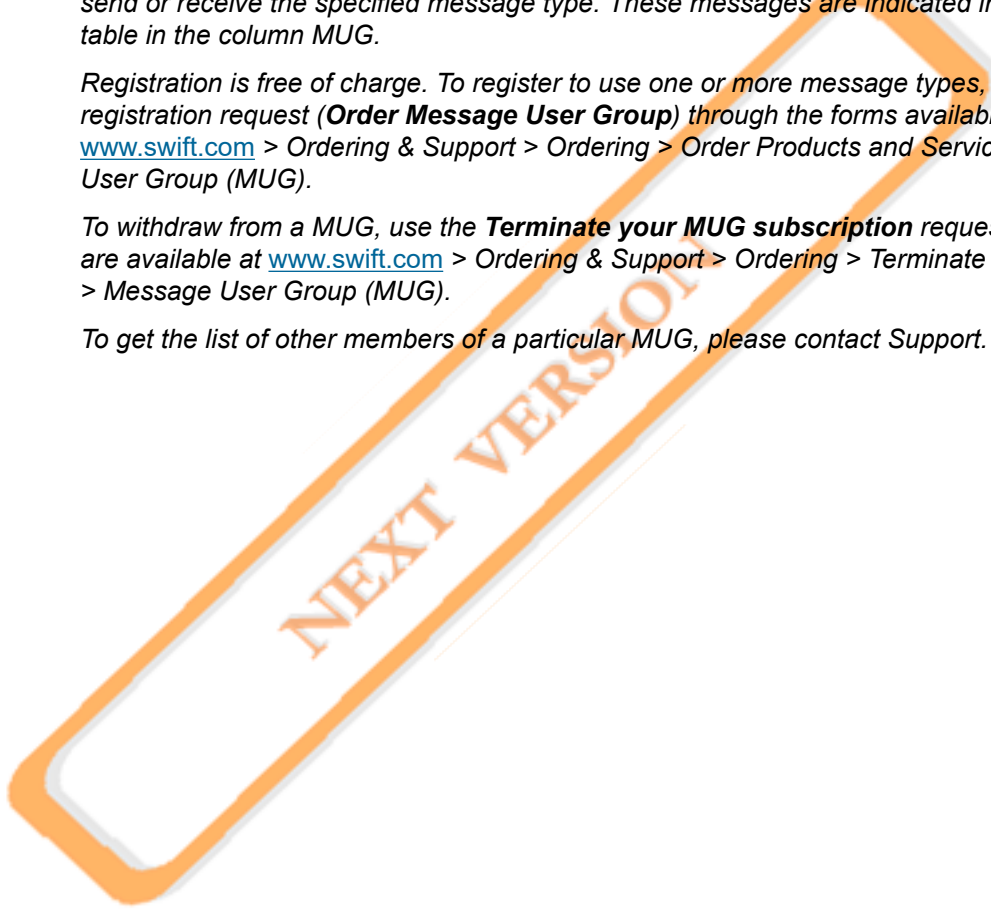 send or receive the specified message type. These messages are indicated in
table in the column MUG.
Registration is free of charge. To register to use one or more message types,
registration request (Order Message User Group) through the forms available
www.swift.com > Ordering & Support > Ordering > Order Products and Servic
User Group (MUG).
To withdraw from a MUG, use the Terminate your MUG subscription reques
are available at www.swift.com > Ordering & Support > Ordering > Terminate
> Message User Group (MUG).
To get the list of other members of a particular MUG, please contact Support.
NEXT VERSION